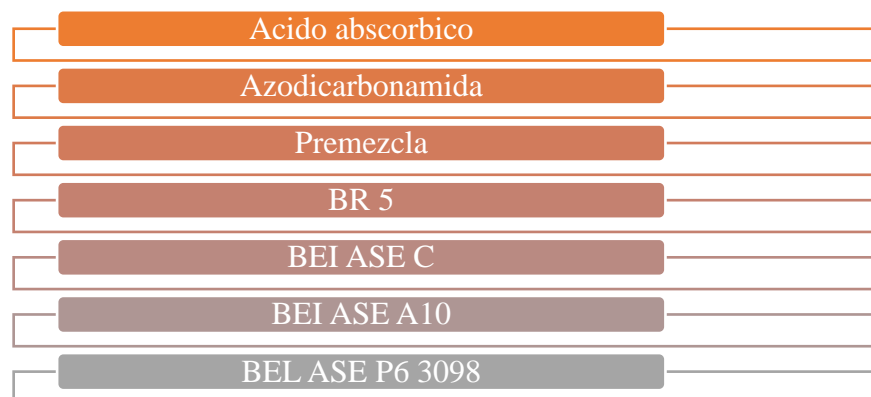 Acido abscorbico
Azodicarbonamida
Premezcla
BR 5
BEI ASE C
BEI ASE A10
BEL ASE P6 3098